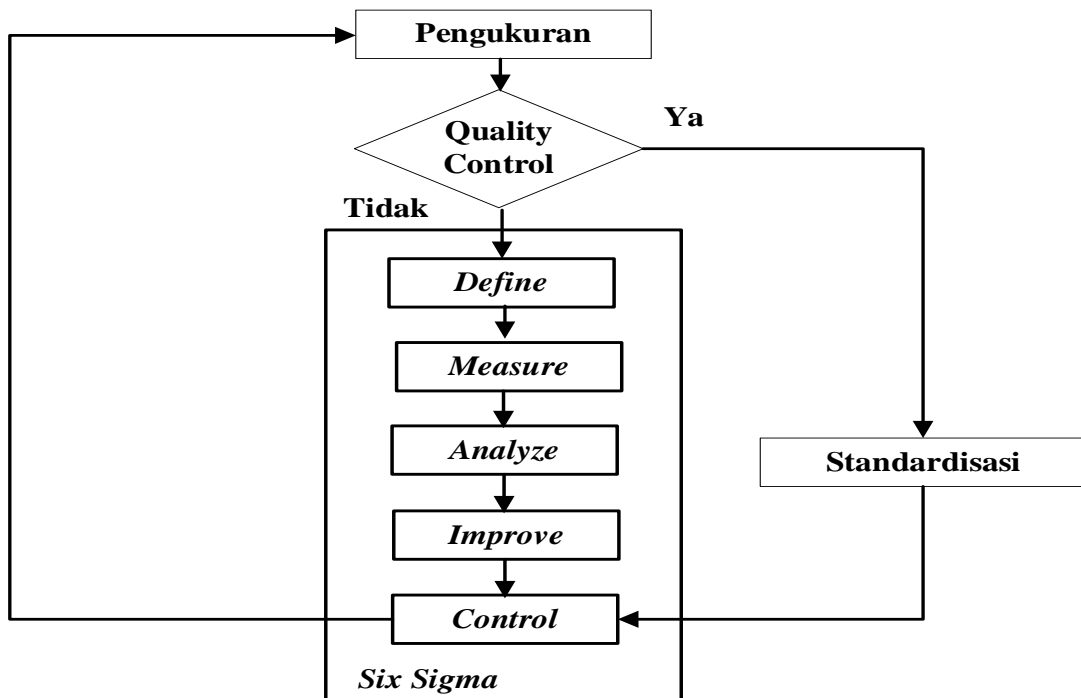 Pengukuran
Quality
Control
Ya
Tidak
Define
Measure
Analyze
Standardisasi
Improve
Control
Six Sigma